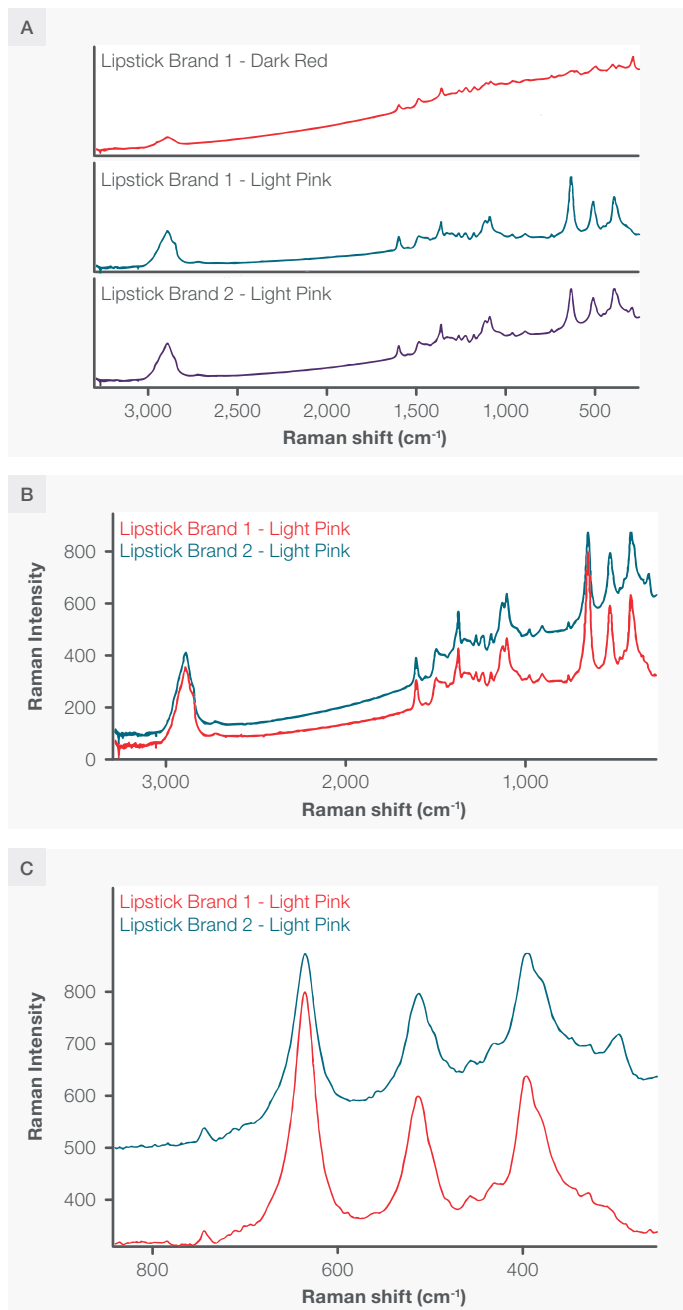 A
Lipstick Brand 1 - Dark Red
Lipstick Brand 1 - Light Pink
Lipstick Brand 2 - Light Pink
3,000 2,500 2,000 1,500 1,000 500
Raman shift (cm⁻¹)
B
Lipstick Brand 1 - Light Pink
Lipstick Brand 2 - Light Pink
Raman Intensity
800
600
400
200
0
3,000 2,000 1,000
Raman shift (cm⁻¹)
C
Lipstick Brand 1 - Light Pink
Lipstick Brand 2 - Light Pink
Raman Intensity
800
700
600
500
400
800 600 400
Raman shift (cm⁻¹)